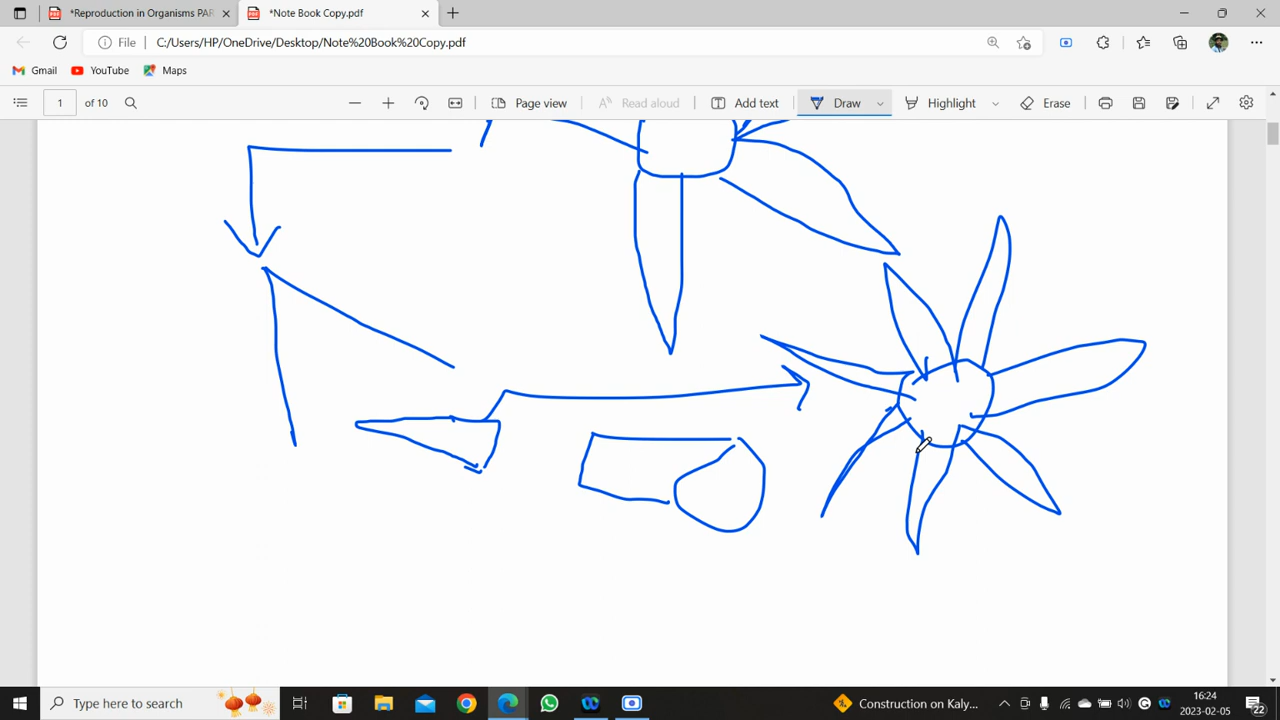 *Reproduction in Organisms PAR
*Note Book Copy.pdf
File
C:/Users/HP/OneDrive/Desktop/Note%20Book%20Copy.pdf
Gmail
YouTube
Maps
1
of 10
Page view
Read aloud
Add text
Draw
Highlight
Erase
Type here to search
Construction on Kaly...
16:24
2023-02-05
22